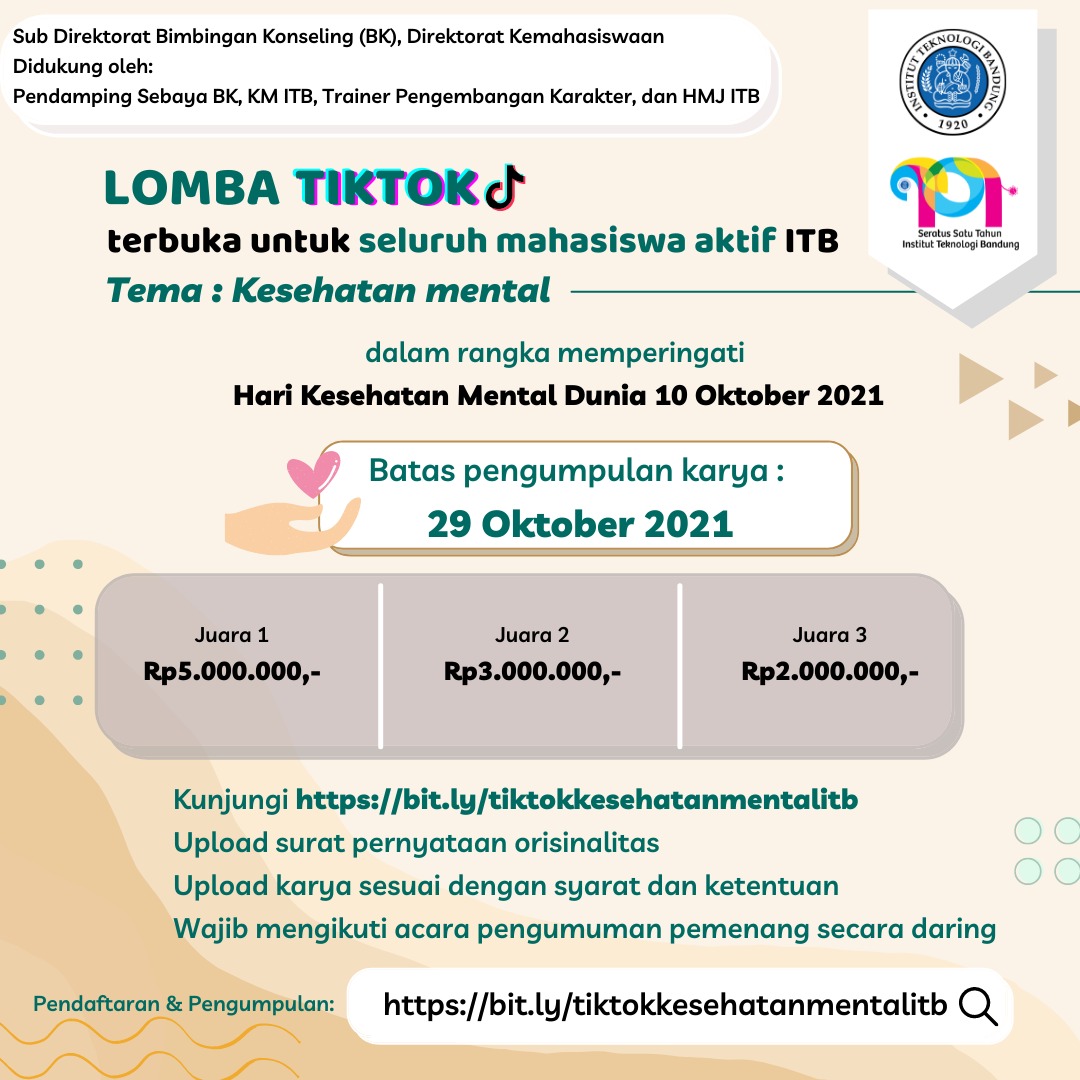 Sub Direktorat Bimbingan Konseling (BK), Direktorat Kemahasiswaan
Didukung oleh:
Pendamping Sebaya BK, KM ITB, Trainer Pengembangan Karakter, dan HMJ ITB
INSTITUT TEKNOLOGI BANDUNG
1920
101
Seratus Satu Tahun
Institut Teknologi Bandung
LOMBA TIKTOK
terbuka untuk seluruh mahasiswa aktif ITB
Tema : Kesehatan mental
dalam rangka memperingati
Hari Kesehatan Mental Dunia 10 Oktober 2021
Batas pengumpulan karya :
29 Oktober 2021
Juara 1
Rp5.000.000,-
Juara 2
Rp3.000.000,-
Juara 3
Rp2.000.000,-
Kunjungi https://bit.ly/tiktokkesehatanmentalitb
Upload surat pernyataan orisinalitas
Upload karya sesuai dengan syarat dan ketentuan
Wajib mengikuti acara pengumuman pemenang secara daring
Pendaftaran & Pengumpulan:
https://bit.ly/tiktokkesehatanmentalitb